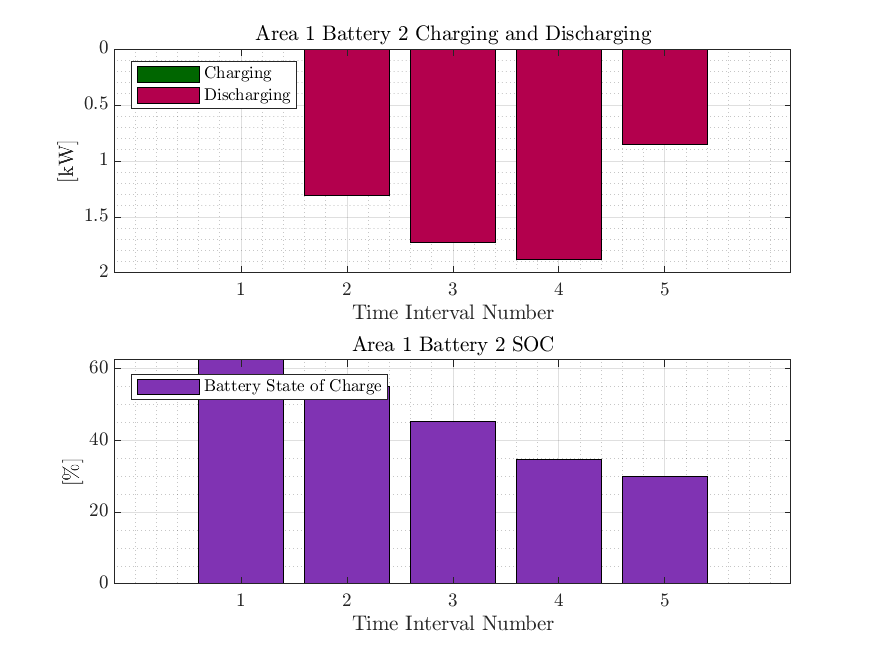 Area 1 Battery 2 Charging and Discharging
0
Charging
Discharging
0.5
[kW]
1
1.5
2
1 2 3 4 5
Time Interval Number
Area 1 Battery 2 SOC
60
Battery State of Charge
40
[%]
20
0
1 2 3 4 5
Time Interval Number